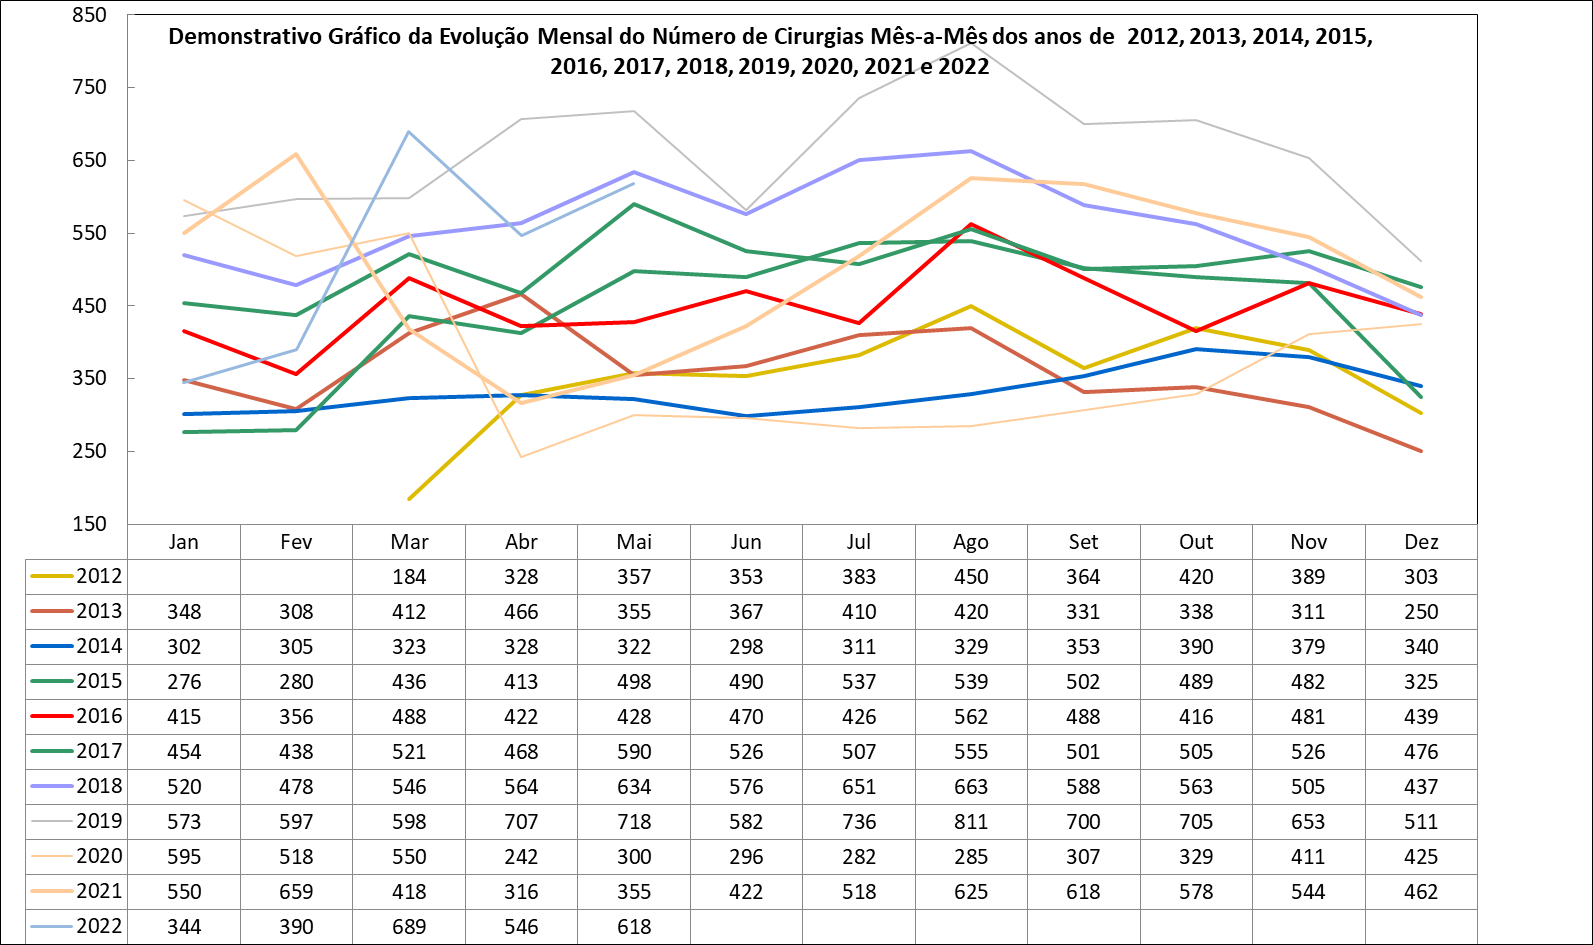 850
Demonstrativo Gráfico da Evolução Mensal do Número de Cirurgias Mês-a-Mês dos anos de 2012, 2013, 2014, 2015,
2016, 2017, 2018, 2019, 2020, 2021 e 2022
750
650
550
450
350
250
150
Jan Fev Mar Abr Mai Jun Jul Ago Set Out Nov Dez
2012 184 328 357 353 383 450 364 420 389 303
2013 348 308 412 466 355 367 410 420 331 338 311 250
2014 302 305 323 328 322 298 311 329 353 390 379 340
2015 276 280 436 413 498 490 537 539 502 489 482 325
2016 415 356 488 422 428 470 426 562 488 416 481 439
2017 454 438 521 468 590 526 507 555 501 505 526 476
2018 520 478 546 564 634 576 651 663 588 563 505 437
2019 573 597 598 707 718 582 736 811 700 705 653 511
2020 595 518 550 242 300 296 282 285 307 329 411 425
2021 550 659 418 316 355 422 518 625 618 578 544 462
2022 344 390 689 546 618